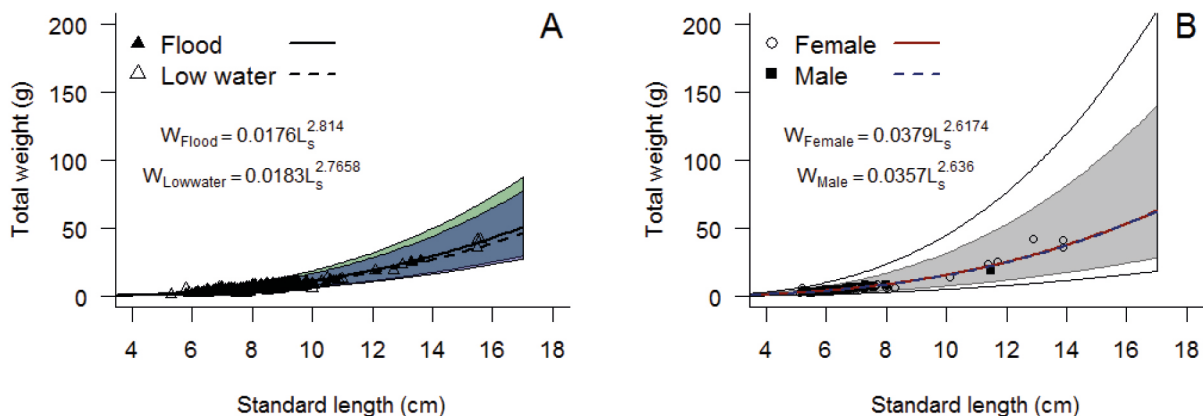 A
Flood
Low water
W_Flood = 0.0176L_s^2.814
W_Lowwater = 0.0183L_s^2.7658
Total weight (g)
200
150
100
50
0
4 6 8 10 12 14 16 18
Standard length (cm)
B
Female
Male
W_Female = 0.0379L_s^2.6174
W_Male = 0.0357L_s^2.636
Total weight (g)
200
150
100
50
0
4 6 8 10 12 14 16 18
Standard length (cm)